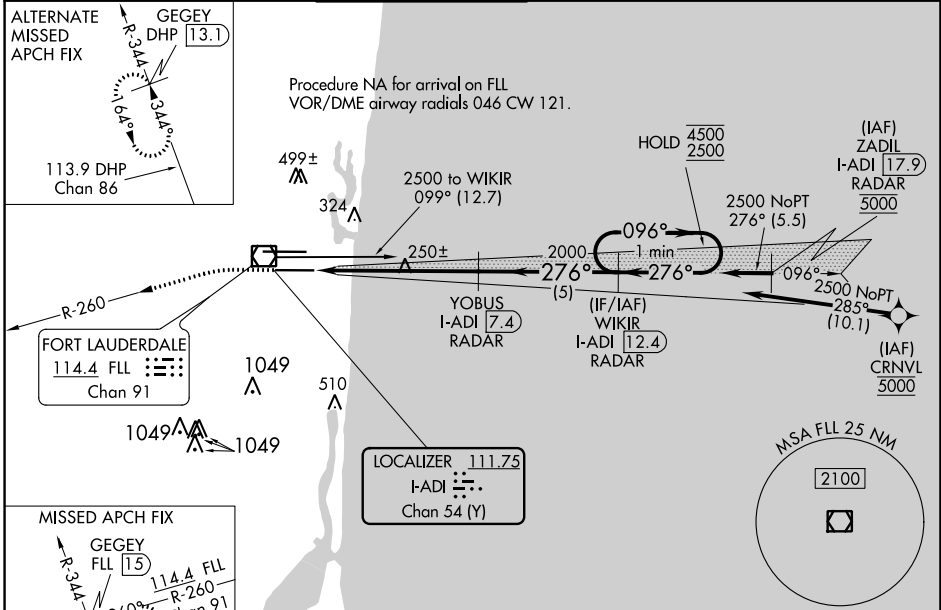 ALTERNATE
MISSED
APCH FIX
R-344
GEGEY
DHP 13.1
164°
344°
113.9 DHP
Chan 86
Procedure NA for arrival on FLL
VOR/DME airway radials 046 CW 121.
499±
324
2500 to WIKIR
099° (12.7)
250±
HOLD 4500
2500
096°
1 min
2000
276°
276°
(5)
2500 NoPT
276° (5.5)
(IAF)
ZADIL
I-ADI 17.9
RADAR
5000
096°
2500 NoPT
285°
(10.1)
(IAF)
CRNVL
5000
YOBUS
I-ADI 7.4
RADAR
(IF/IAF)
WIKIR
I-ADI 12.4
RADAR
R-260
FORT LAUDERDALE
114.4 FLL
Chan 91
1049
510
1049
1049
LOCALIZER 111.75
I-ADI
Chan 54 (Y)
MSA FLL 25 NM
2100
MISSED APCH FIX
GEGEY
FLL 15
R-344
114.4 FLL
R-260
91